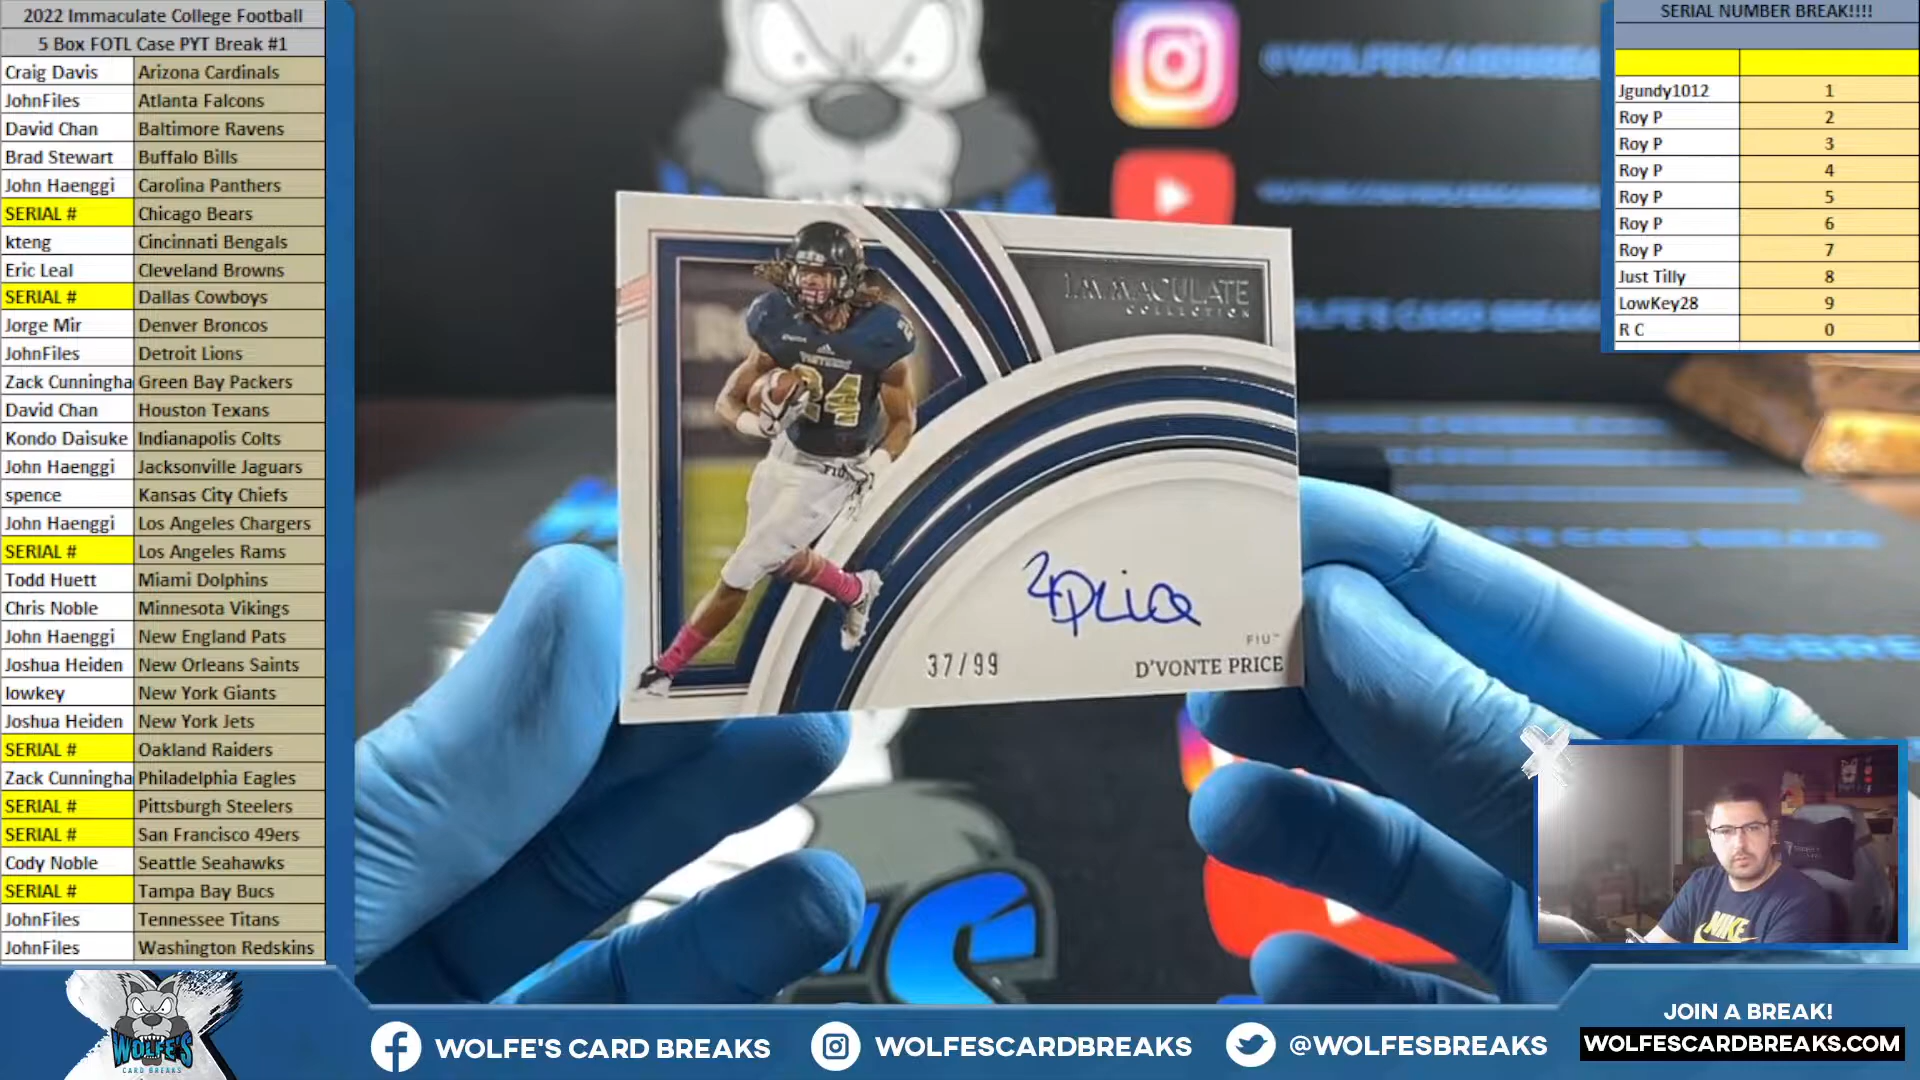 2022 Immaculate College Football
5 Box FOTL Case PYT Break #1
Craig Davis Arizona Cardinals
JohnFiles Atlanta Falcons
David Chan Baltimore Ravens
Brad Stewart Buffalo Bills
John Haenggi Carolina Panthers
SERIAL # Chicago Bears
kteng Cincinnati Bengals
Eric Leal Cleveland Browns
SERIAL # Dallas Cowboys
Jorge Mir Denver Broncos
JohnFiles Detroit Lions
Zack Cunningha Green Bay Packers
David Chan Houston Texans
Kondo Daisuke Indianapolis Colts
John Haenggi Jacksonville Jaguars
spence Kansas City Chiefs
John Haenggi Los Angeles Chargers
SERIAL # Los Angeles Rams
Todd Huett Miami Dolphins
Chris Noble Minnesota Vikings
John Haenggi New England Pats
Joshua Heiden New Orleans Saints
lowkey New York Giants
Joshua Heiden New York Jets
SERIAL # Oakland Raiders
Zack Cunningha Philadelphia Eagles
SERIAL # Pittsburgh Steelers
SERIAL # San Francisco 49ers
Cody Noble Seattle Seahawks
SERIAL # Tampa Bay Bucs
JohnFiles Tennessee Titans
JohnFiles Washington Redskins
WOLFE'S
CARD BREAKS
@WOLFESCARDBREA
IMMACULATE
COLLECTION
24
FIU
Price
FIU
37/99 D'VONTE PRICE
SERIAL NUMBER BREAK!!!!
Jgundy1012 1
Roy P 2
Roy P 3
Roy P 4
Roy P 5
Roy P 6
Roy P 7
Just Tilly 8
LowKey28 9
R C 0
NIKE
WOLFE'S CARD BREAKS
WOLFESCARDBREAKS
@WOLFESBREAKS
JOIN A BREAK!
WOLFESCARDBREAKS.COM